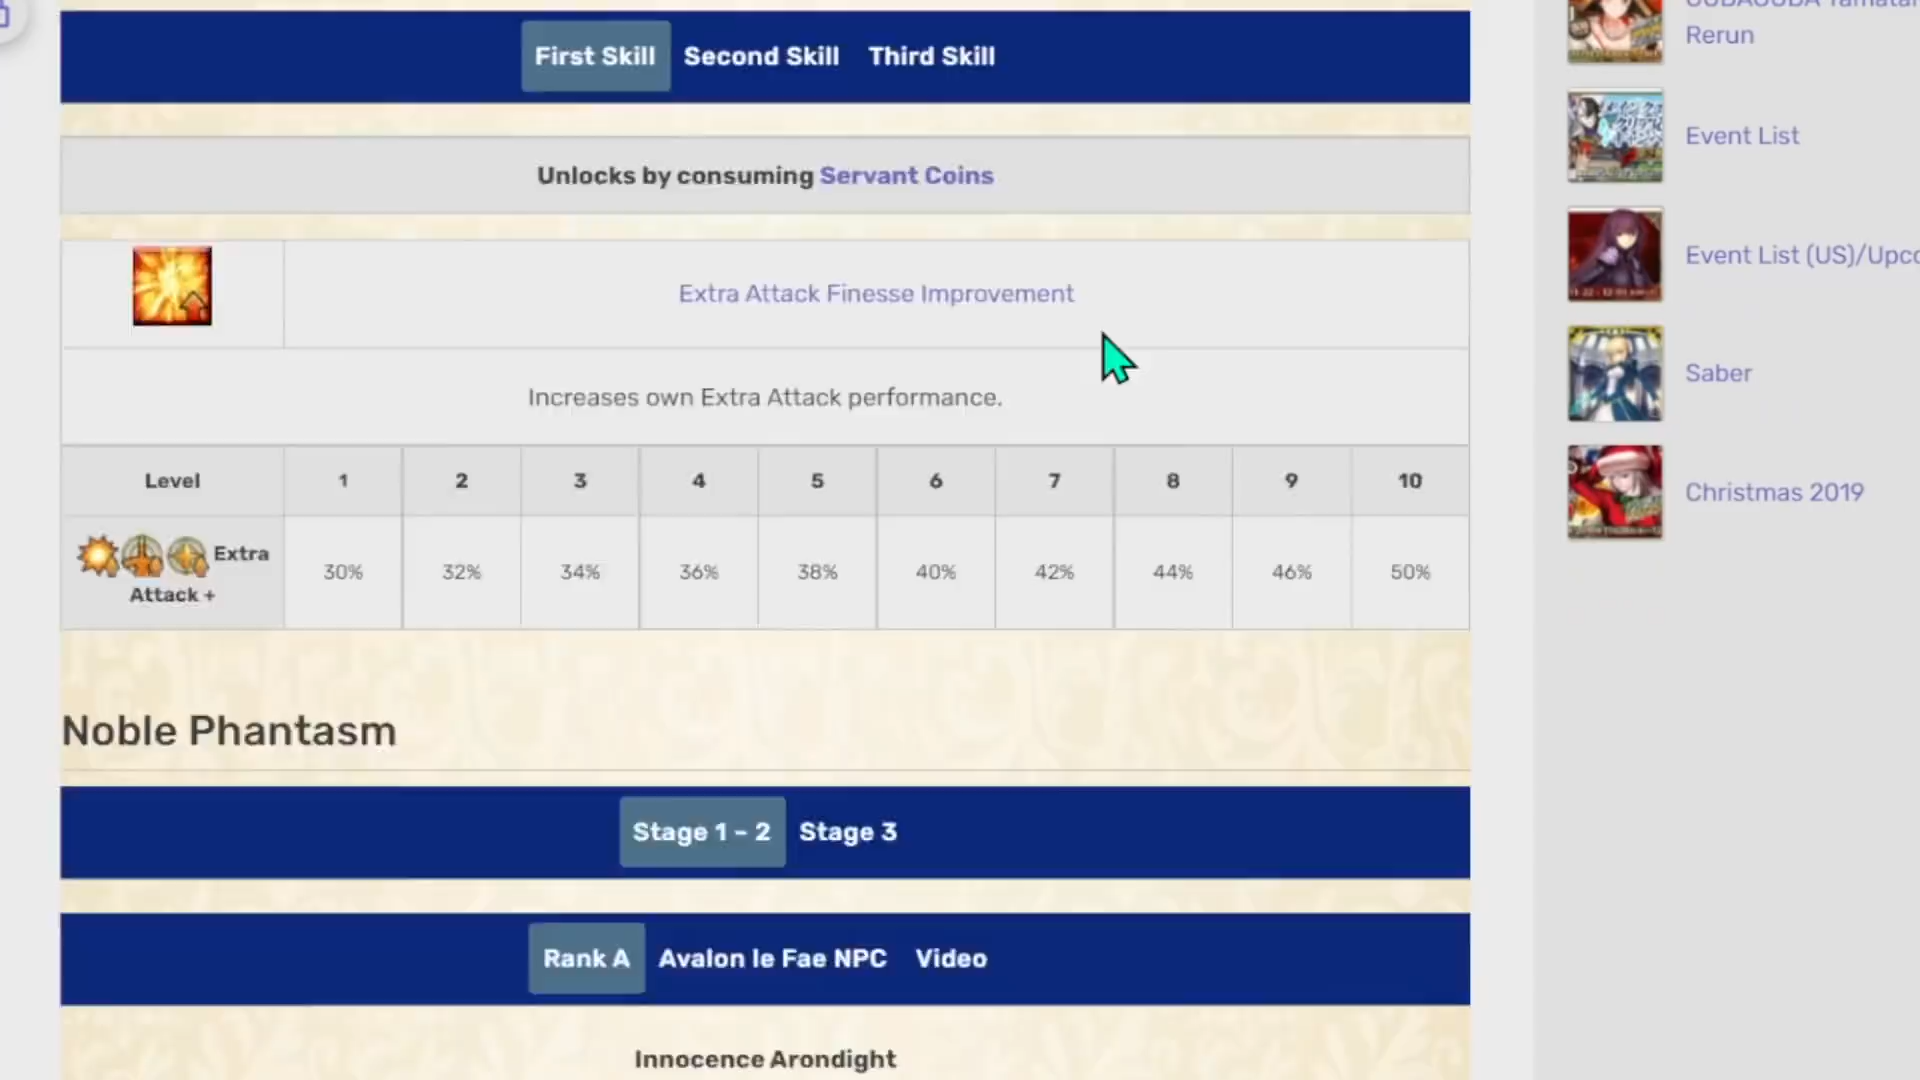 First Skill Second Skill Third Skill
Unlocks by consuming Servant Coins
Extra Attack Finesse Improvement
Increases own Extra Attack performance.
Level 1 2 3 4 5 6 7 8 9 10
Extra
Attack +
30% 32% 34% 36% 38% 40% 42% 44% 46% 50%
Noble Phantasm
Stage 1 – 2 Stage 3
Rank A Avalon le Fae NPC Video
Innocence Arondight
Rerun
Event List
Event List (US)/Upco
Saber
Christmas 2019